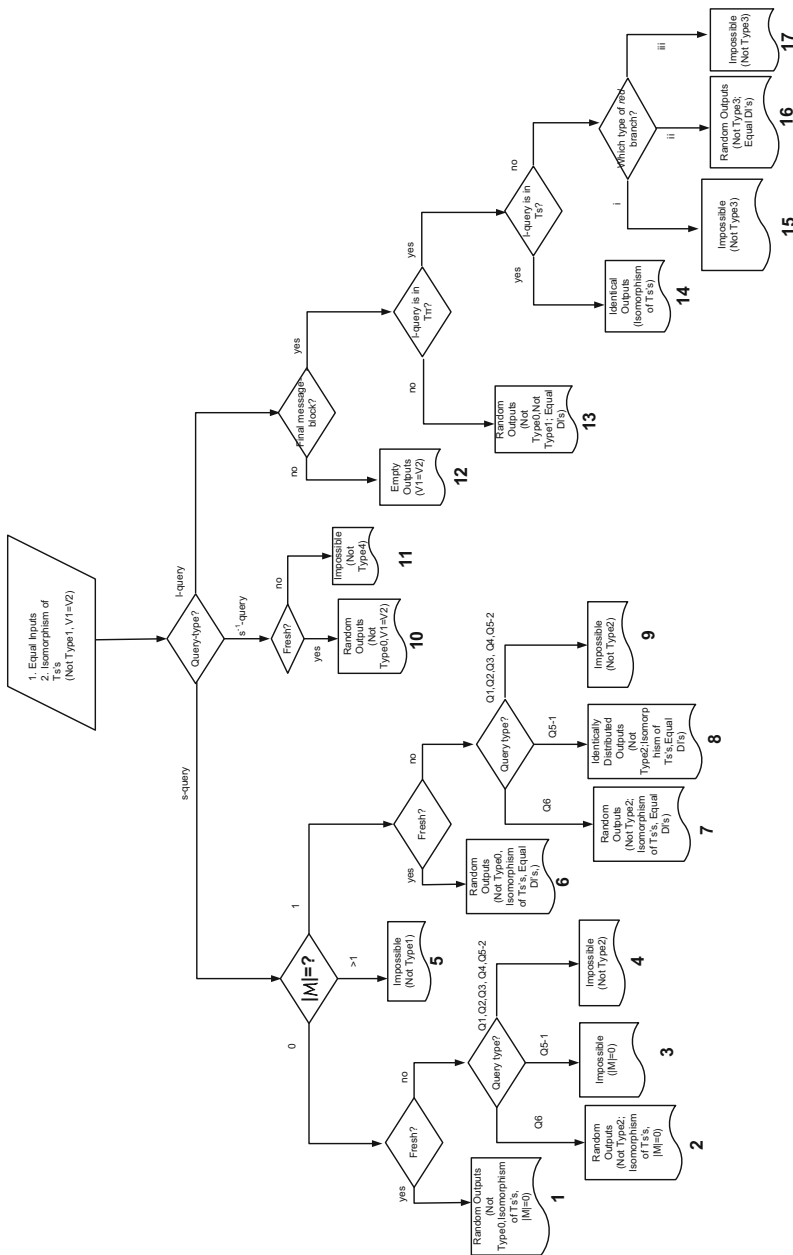 1. Equal Inputs
2. Isomorphism of
Ts's
(Not Type1, V1=V2)
Query-type?
s-query
s⁻¹-query
l-query
|M|=?
0
>1
1
Fresh?
yes
no
Random Outputs
(Not
Type0,Isomorphism
of Ts's,
|M|=0)
1
Query type?
Q6
Q5-1
Q1,Q2,Q3, Q4,Q5-2
Random
Outputs
(Not Type2;
Isomorphism
of Ts's,
|M|=0)
2
Impossible
(|M|=0)
3
Impossible
(Not Type2)
4
Impossible
(Not Type1)
5
Fresh?
yes
no
Random
Outputs
(Not Type0,
Isomorphism
of Ts's, Equal
DI's,)
6
Query type?
Q6
Q5-1
Q1,Q2,Q3, Q4,Q5-2
Random
Outputs
(Not Type2;
Isomorphism
of Ts's, Equal
DI's)
7
Identically
Distributed
Outputs
(Not
Type2;Isomorp
hism of
Ts's,Equal
DI's)
8
Impossible
(Not Type2)
9
Fresh?
yes
no
Random
Outputs
(Not
Type0,V1=V2)
10
Impossible
(Not
Type4)
11
Final message-
block?
no
yes
Empty
Outputs
(V1=V2)
12
l-query is in
Tπ?
no
yes
Random
Outputs
(Not
Type0,Not
Type1; Equal
DI's)
13
l-query is in
Ts?
yes
no
Identical
Outputs
(Isomorphism
of Ts's)
14
Which type of red
branch?
i
ii
iii
Impossible
(Not Type3)
15
Random Outputs
(Not Type3;
Equal DI's)
16
Impossible
(Not Type3)
17